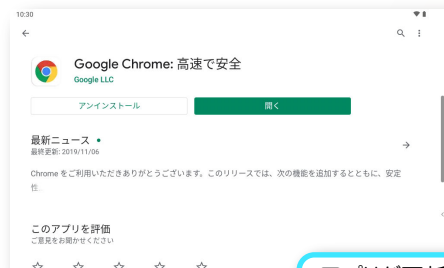 10:30
Google Chrome: 高速で安全
Google LLC
アンインストール
開く
最新ニュース •
最終更新: 2019/11/06
Chrome をご利用いただきありがとうございます。このリリースでは、次の機能を追加するとともに、安定
性
このアプリを評価
ご意見をお聞かせください